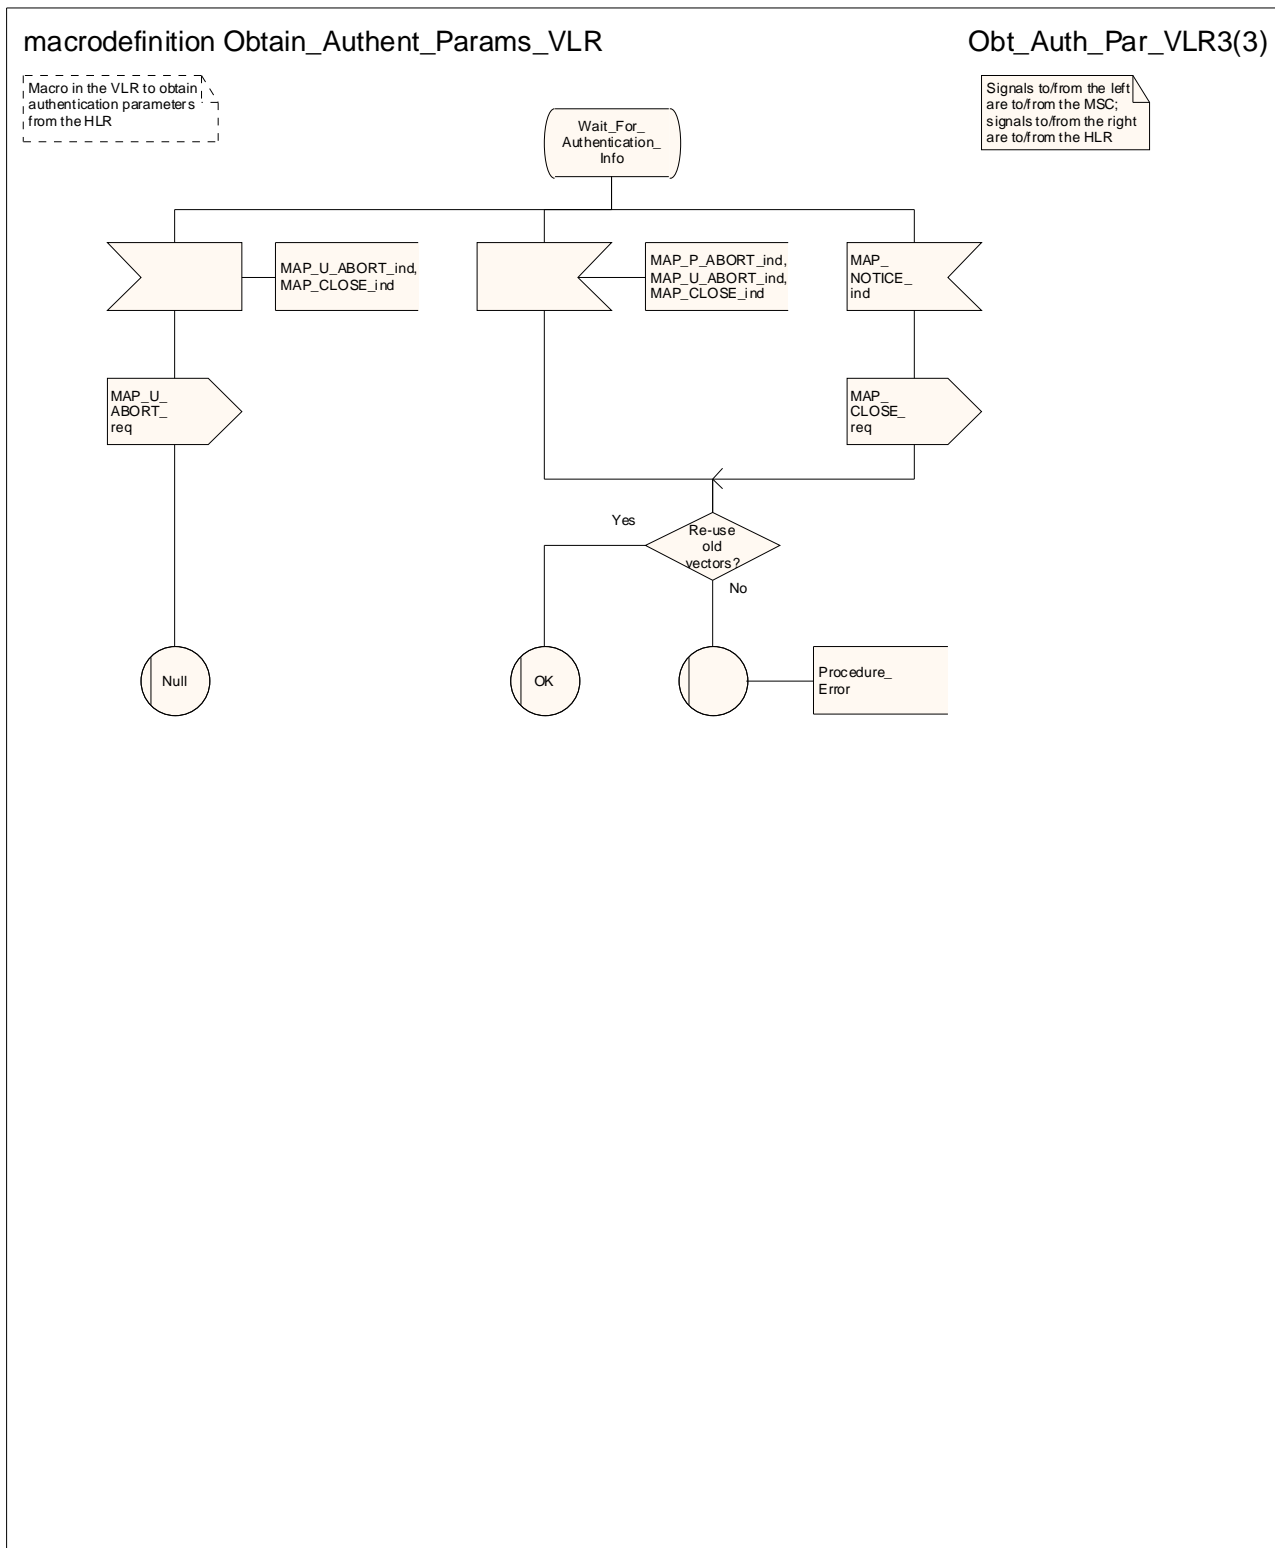 macrodefinition Obtain_Authent_Params_VLR
Obt_Auth_Par_VLR3(3)
Macro in the VLR to obtain
authentication parameters
from the HLR
Signals to/from the left
are to/from the MSC;
signals to/from the right
are to/from the HLR
Wait_For_
Authentication_
Info
MAP_U_ABORT_ind,
MAP_CLOSE_ind
MAP_P_ABORT_ind,
MAP_U_ABORT_ind,
MAP_CLOSE_ind
MAP_
NOTICE_
ind
MAP_U_
ABORT_
req
MAP_
CLOSE_
req
Yes
Re-use
old
vectors?
No
Null
OK
Procedure_
Error